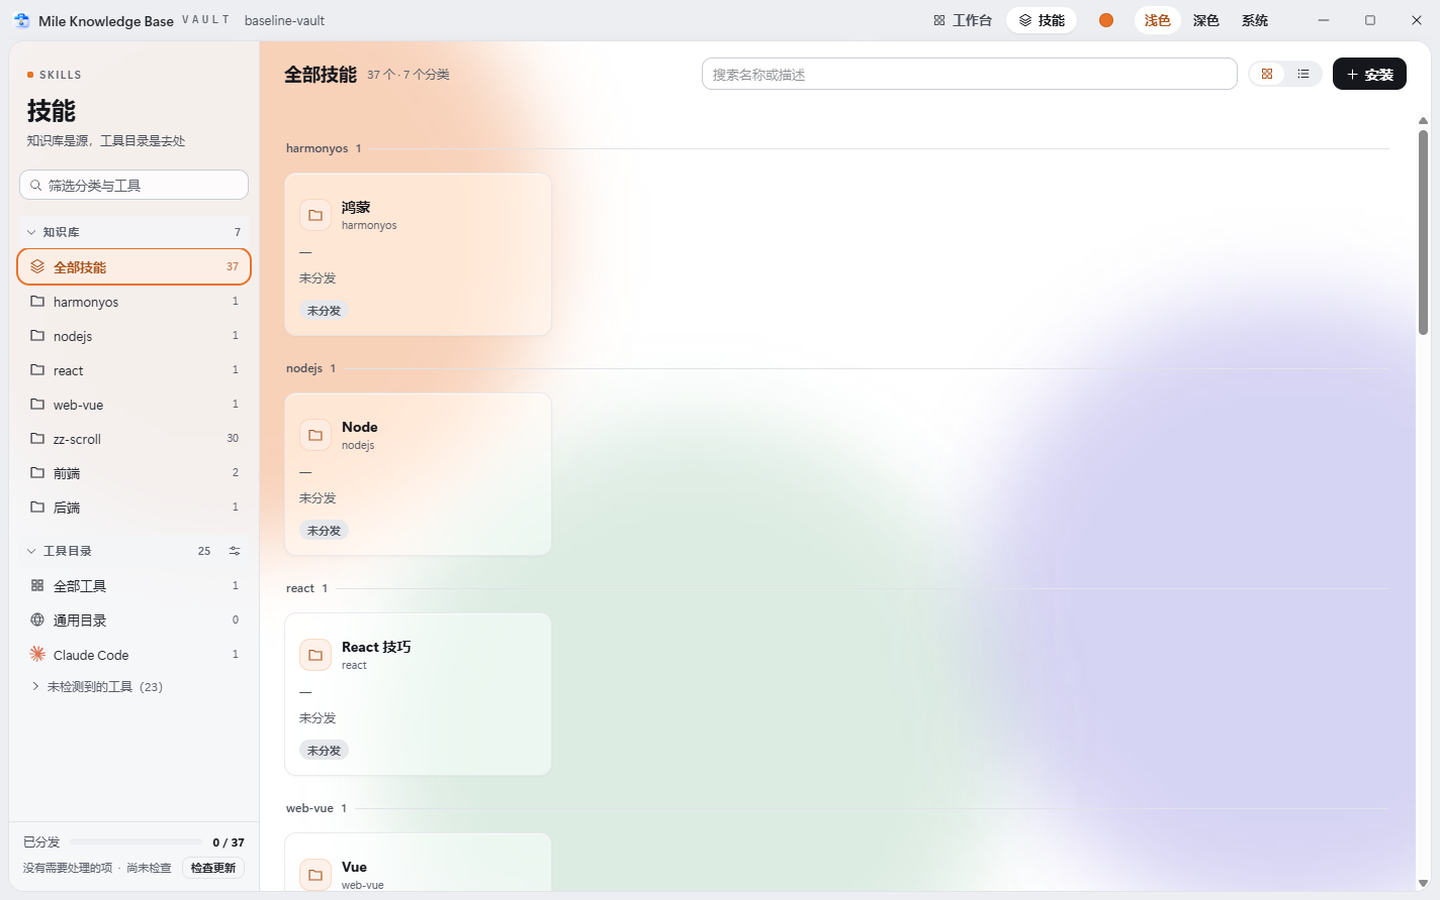 Mile Knowledge Base VAULT baseline-vault 工作台 技能 浅色 深色 系统
SKILLS
技能
知识库是源，工具目录是去处
筛选分类与工具
知识库 7
全部技能 37
harmonyos 1
nodejs 1
react 1
web-vue 1
zz-scroll 30
前端 2
后端 1
工具目录 25
全部工具 1
通用目录 0
Claude Code 1
未检测到的工具 (23)
已分发 0 / 37
没有需要处理的项 · 尚未检查 检查更新
全部技能 37 个 · 7 个分类 搜索名称或描述 安装
harmonyos 1
鸿蒙
harmonyos
—
未分发
未分发
nodejs 1
Node
nodejs
—
未分发
未分发
react 1
React 技巧
react
—
未分发
未分发
web-vue 1
Vue
web-vue